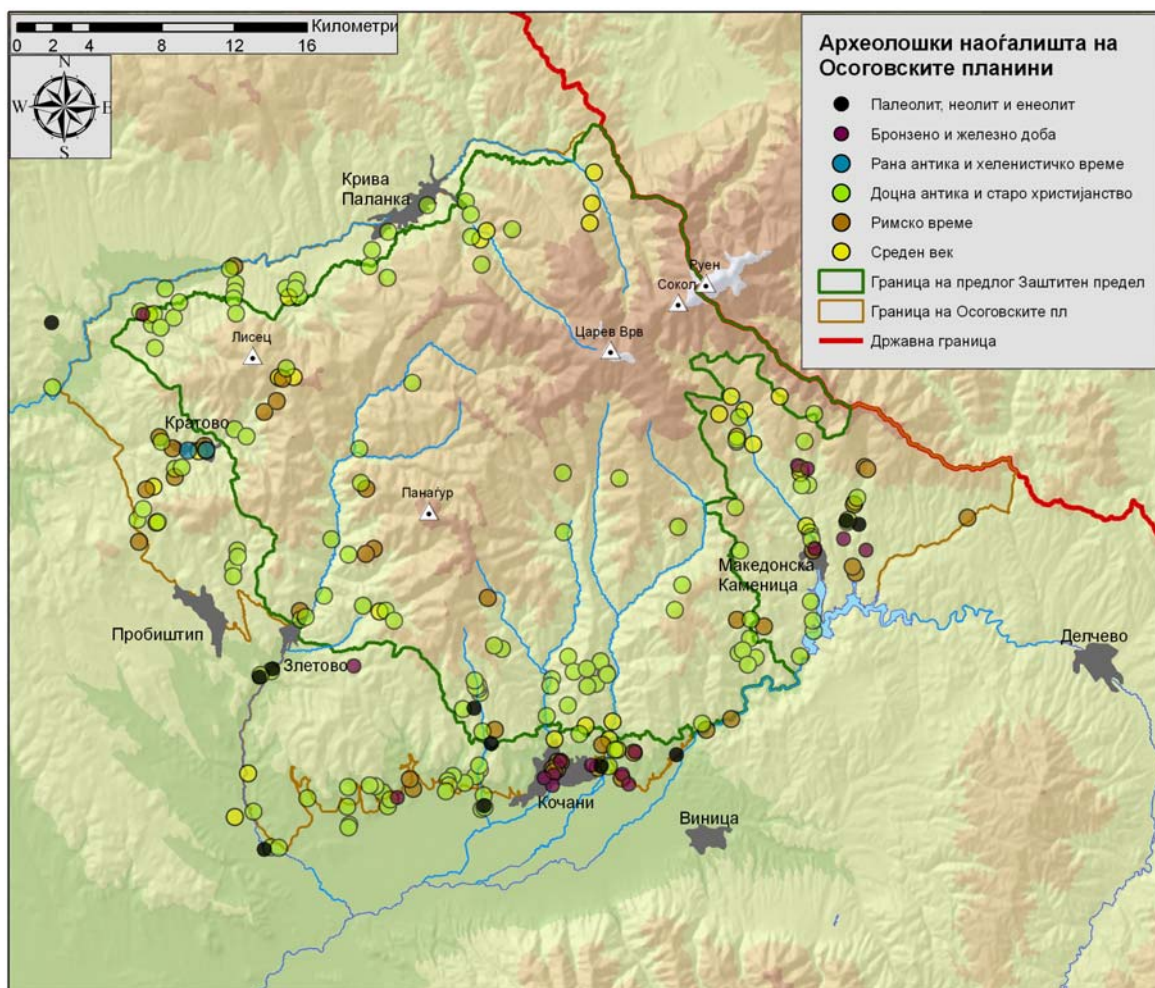 Километри
0 2 4 8 12 16
N
W E
S
Археолошки наоѓалишта на
Осоговските планини
Палеолит, неолит и енеолит
Бронзено и железно доба
Рана антика и хеленистичко време
Доцна антика и старо христијанство
Римско време
Среден век
Граница на предлог Заштитен предел
Граница на Осоговските пл
Државна граница
Крива
Паланка
Руен
Сокол
Царев Врв
Лисец
Кратово
Панаѓур
Македонска
Каменица
Пробиштип
Злетово
Делчево
Кочани
Виница